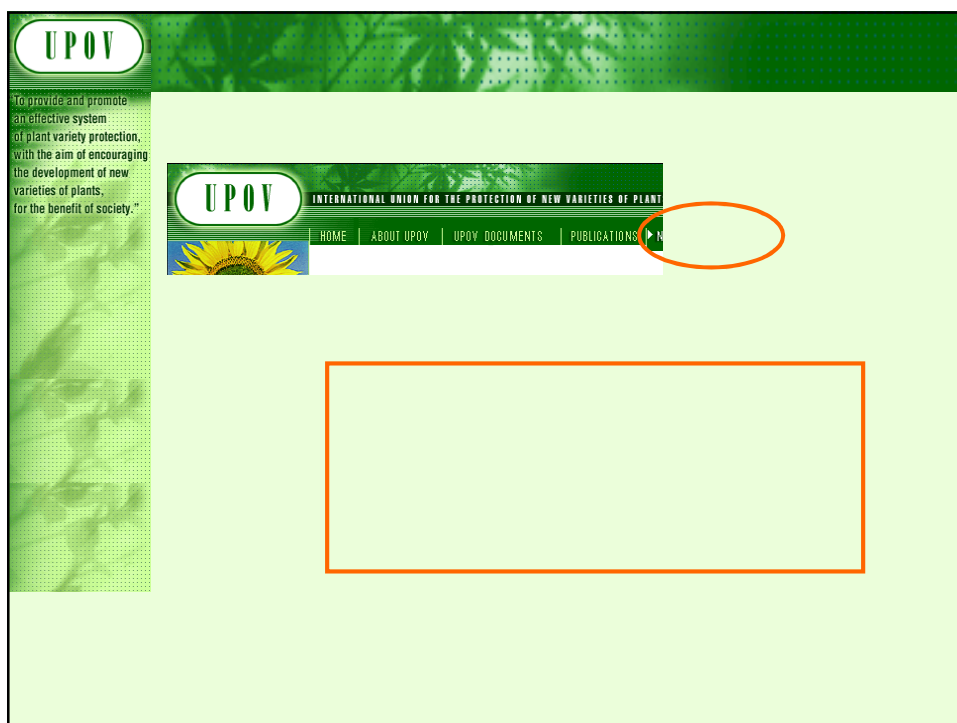 UPOV
To provide and promote
an effective system
of plant variety protection,
with the aim of encouraging
the development of new
varieties of plants,
for the benefit of society."
UPOV
INTERNATIONAL UNION FOR THE PROTECTION OF NEW VARIETIES OF PLANT
HOME ABOUT UPOV UPOV DOCUMENTS PUBLICATIONS N